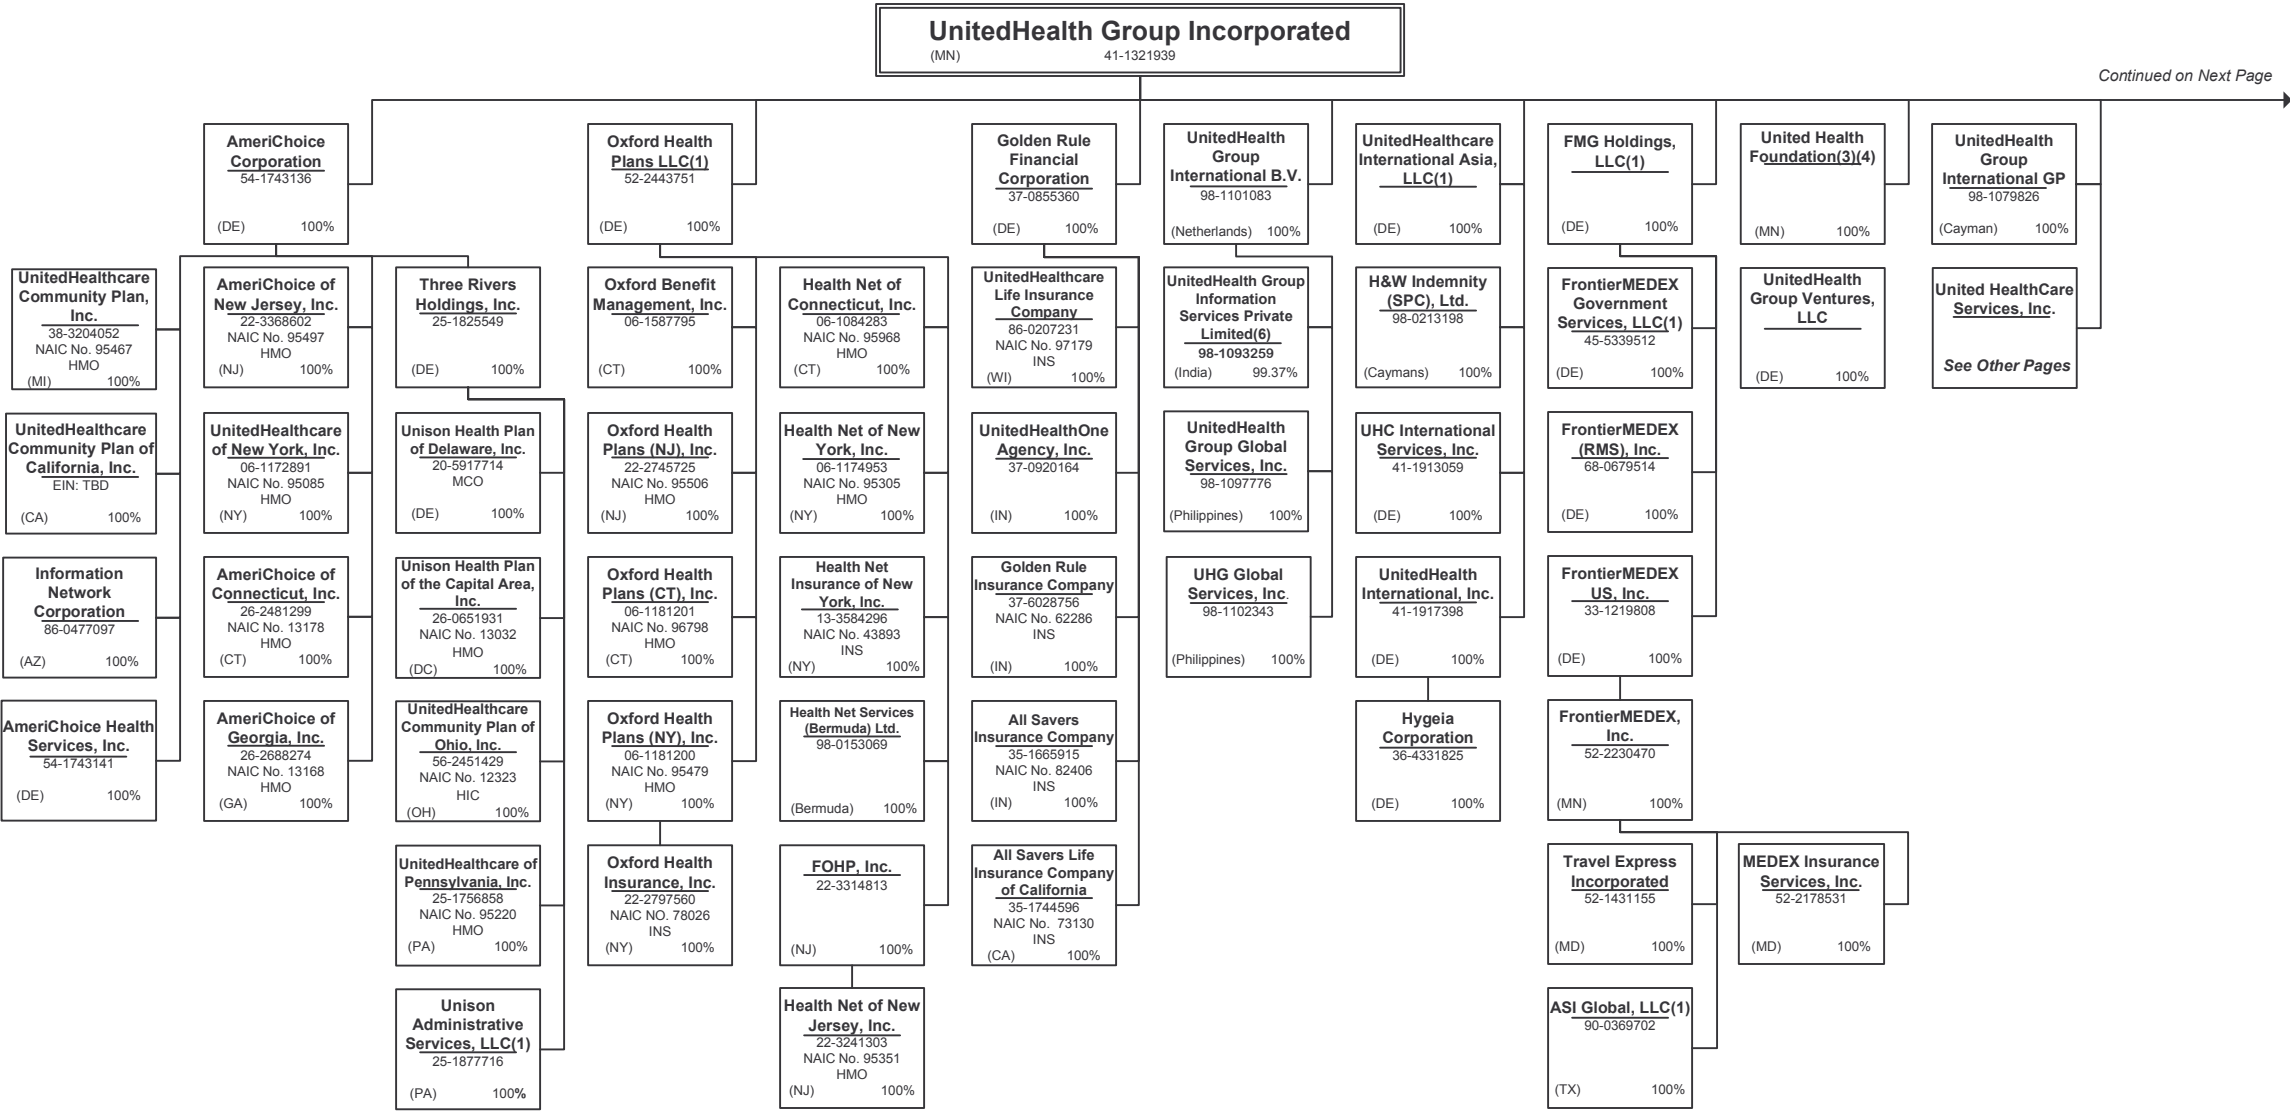 UnitedHealth Group Incorporated
(MN) 41-1321939
Continued on Next Page
AmeriChoice
Corporation
54-1743136
(DE) 100%
Oxford Health
Plans LLC(1)
52-2443751
(DE) 100%
Golden Rule
Financial
Corporation
37-0855360
(DE) 100%
UnitedHealth
Group
International B.V.
98-1101083
(Netherlands) 100%
UnitedHealthcare
International Asia,
LLC(1)
(DE) 100%
FMG Holdings,
LLC(1)
(DE) 100%
United Health
Foundation(3)(4)
(MN) 100%
UnitedHealth
Group
International GP
98-1079826
(Cayman) 100%
UnitedHealthcare
Community Plan,
Inc.
38-3204052
NAIC No. 95467
HMO
(MI) 100%
AmeriChoice of
New Jersey, Inc.
22-3368602
NAIC No. 95497
HMO
(NJ) 100%
Three Rivers
Holdings, Inc.
25-1825549
(DE) 100%
Oxford Benefit
Management, Inc.
06-1587795
(CT) 100%
Health Net of
Connecticut, Inc.
06-1084283
NAIC No. 95968
HMO
(CT) 100%
UnitedHealthcare
Life Insurance
Company
86-0207231
NAIC No. 97179
INS
(WI) 100%
UnitedHealth Group
Information
Services Private
Limited(6)
98-1093259
(India) 99.37%
H&W Indemnity
(SPC), Ltd.
98-0213198
(Caymans) 100%
FrontierMEDEX
Government
Services, LLC(1)
45-5339512
(DE) 100%
UnitedHealth
Group Ventures,
LLC
(DE) 100%
United HealthCare
Services, Inc.
See Other Pages
UnitedHealthcare
Community Plan of
California, Inc.
EIN: TBD
(CA) 100%
UnitedHealthcare
of New York, Inc.
06-1172891
NAIC No. 95085
HMO
(NY) 100%
Unison Health Plan
of Delaware, Inc.
20-5917714
MCO
(DE) 100%
Oxford Health
Plans (NJ), Inc.
22-2745725
NAIC No. 95506
HMO
(NJ) 100%
Health Net of New
York, Inc.
06-1174953
NAIC No. 95305
HMO
(NY) 100%
UnitedHealthOne
Agency, Inc.
37-0920164
(IN) 100%
UnitedHealth
Group Global
Services, Inc.
98-1097776
(Philippines) 100%
UHC International
Services, Inc.
41-1913059
(DE) 100%
FrontierMEDEX
(RMS), Inc.
68-0679514
(DE) 100%
Information
Network
Corporation
86-0477097
(AZ) 100%
AmeriChoice of
Connecticut, Inc.
26-2481299
NAIC No. 13178
HMO
(CT) 100%
Unison Health Plan
of the Capital Area,
Inc.
26-0651931
NAIC No. 13032
HMO
(DC) 100%
Oxford Health
Plans (CT), Inc.
06-1181201
NAIC No. 96798
HMO
(CT) 100%
Health Net
Insurance of New
York, Inc.
13-3584296
NAIC No. 43893
INS
(NY) 100%
Golden Rule
Insurance Company
37-6028756
NAIC No. 62286
INS
(IN) 100%
UHG Global
Services, Inc.
98-1102343
(Philippines) 100%
UnitedHealth
International, Inc.
41-1917398
(DE) 100%
FrontierMEDEX
US, Inc.
33-1219808
(DE) 100%
AmeriChoice Health
Services, Inc.
54-1743141
(DE) 100%
AmeriChoice of
Georgia, Inc.
26-2688274
NAIC No. 13168
HMO
(GA) 100%
UnitedHealthcare
Community Plan of
Ohio, Inc.
56-2451429
NAIC No. 12323
HIC
(OH) 100%
Oxford Health
Plans (NY), Inc.
06-1181200
NAIC No. 95479
HMO
(NY) 100%
Health Net Services
(Bermuda) Ltd.
98-0153069
(Bermuda) 100%
All Savers
Insurance Company
35-1665915
NAIC No. 82406
INS
(IN) 100%
Hygeia
Corporation
36-4331825
(DE) 100%
FrontierMEDEX,
Inc.
52-2230470
(MN) 100%
UnitedHealthcare of
Pennsylvania, Inc.
25-1756858
NAIC No. 95220
HMO
(PA) 100%
Oxford Health
Insurance, Inc.
22-2797560
NAIC NO. 78026
INS
(NY) 100%
FOHP, Inc.
22-3314813
(NJ) 100%
All Savers Life
Insurance Company
of California
35-1744596
NAIC No. 73130
INS
(CA) 100%
Travel Express
Incorporated
52-1431155
(MD) 100%
MEDEX Insurance
Services, Inc.
52-2178531
(MD) 100%
Unison
Administrative
Services, LLC(1)
25-1877716
(PA) 100%
Health Net of New
Jersey, Inc.
22-3241303
NAIC No. 95351
HMO
(NJ) 100%
ASI Global, LLC(1)
90-0369702
(TX) 100%